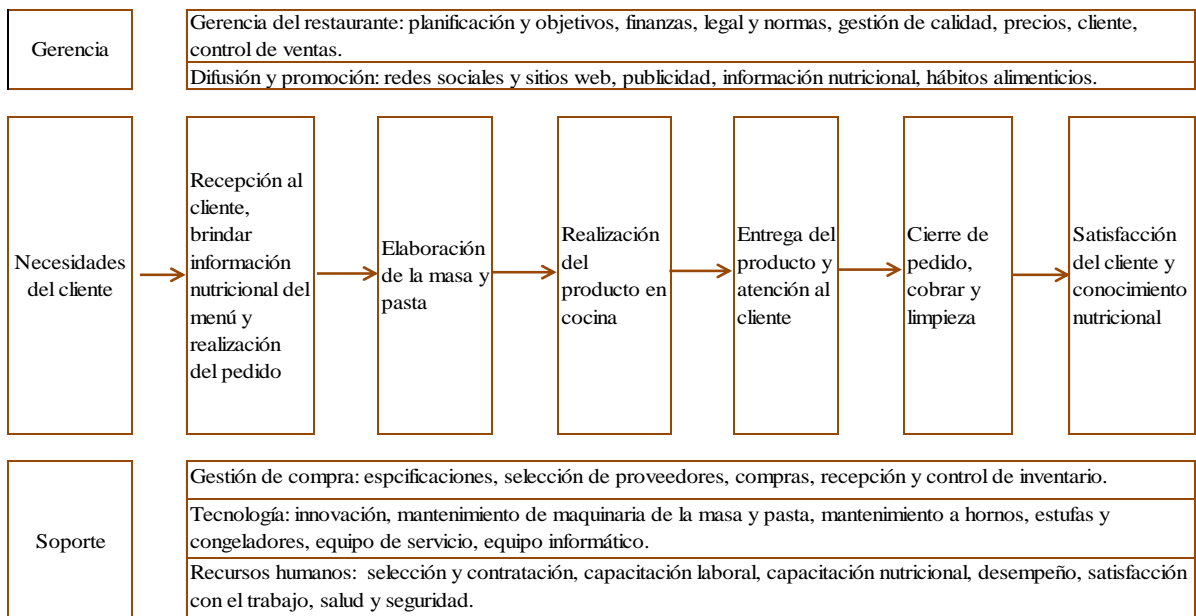 Gerencia
Gerencia del restaurante: planificación y objetivos, finanzas, legal y normas, gestión de calidad, precios, cliente,
control de ventas.
Difusión y promoción: redes sociales y sitios web, publicidad, información nutricional, hábitos alimenticios.
Necesidades
del cliente
Recepción al
cliente,
brindar
información
nutricional del
menú y
realización
del pedido
Elaboración
de la masa y
pasta
Realización
del
producto en
cocina
Entrega del
producto y
atención al
cliente
Cierre de
pedido,
cobrar y
limpieza
Satisfacción
del cliente y
conocimiento
nutricional
Soporte
Gestión de compra: espcificaciones, selección de proveedores, compras, recepción y control de inventario.
Tecnología: innovación, mantenimiento de maquinaria de la masa y pasta, mantenimiento a hornos, estufas y
congeladores, equipo de servicio, equipo informático.
Recursos humanos:  selección y contratación, capacitación laboral, capacitación nutricional, desempeño, satisfacción
con el trabajo, salud y seguridad.